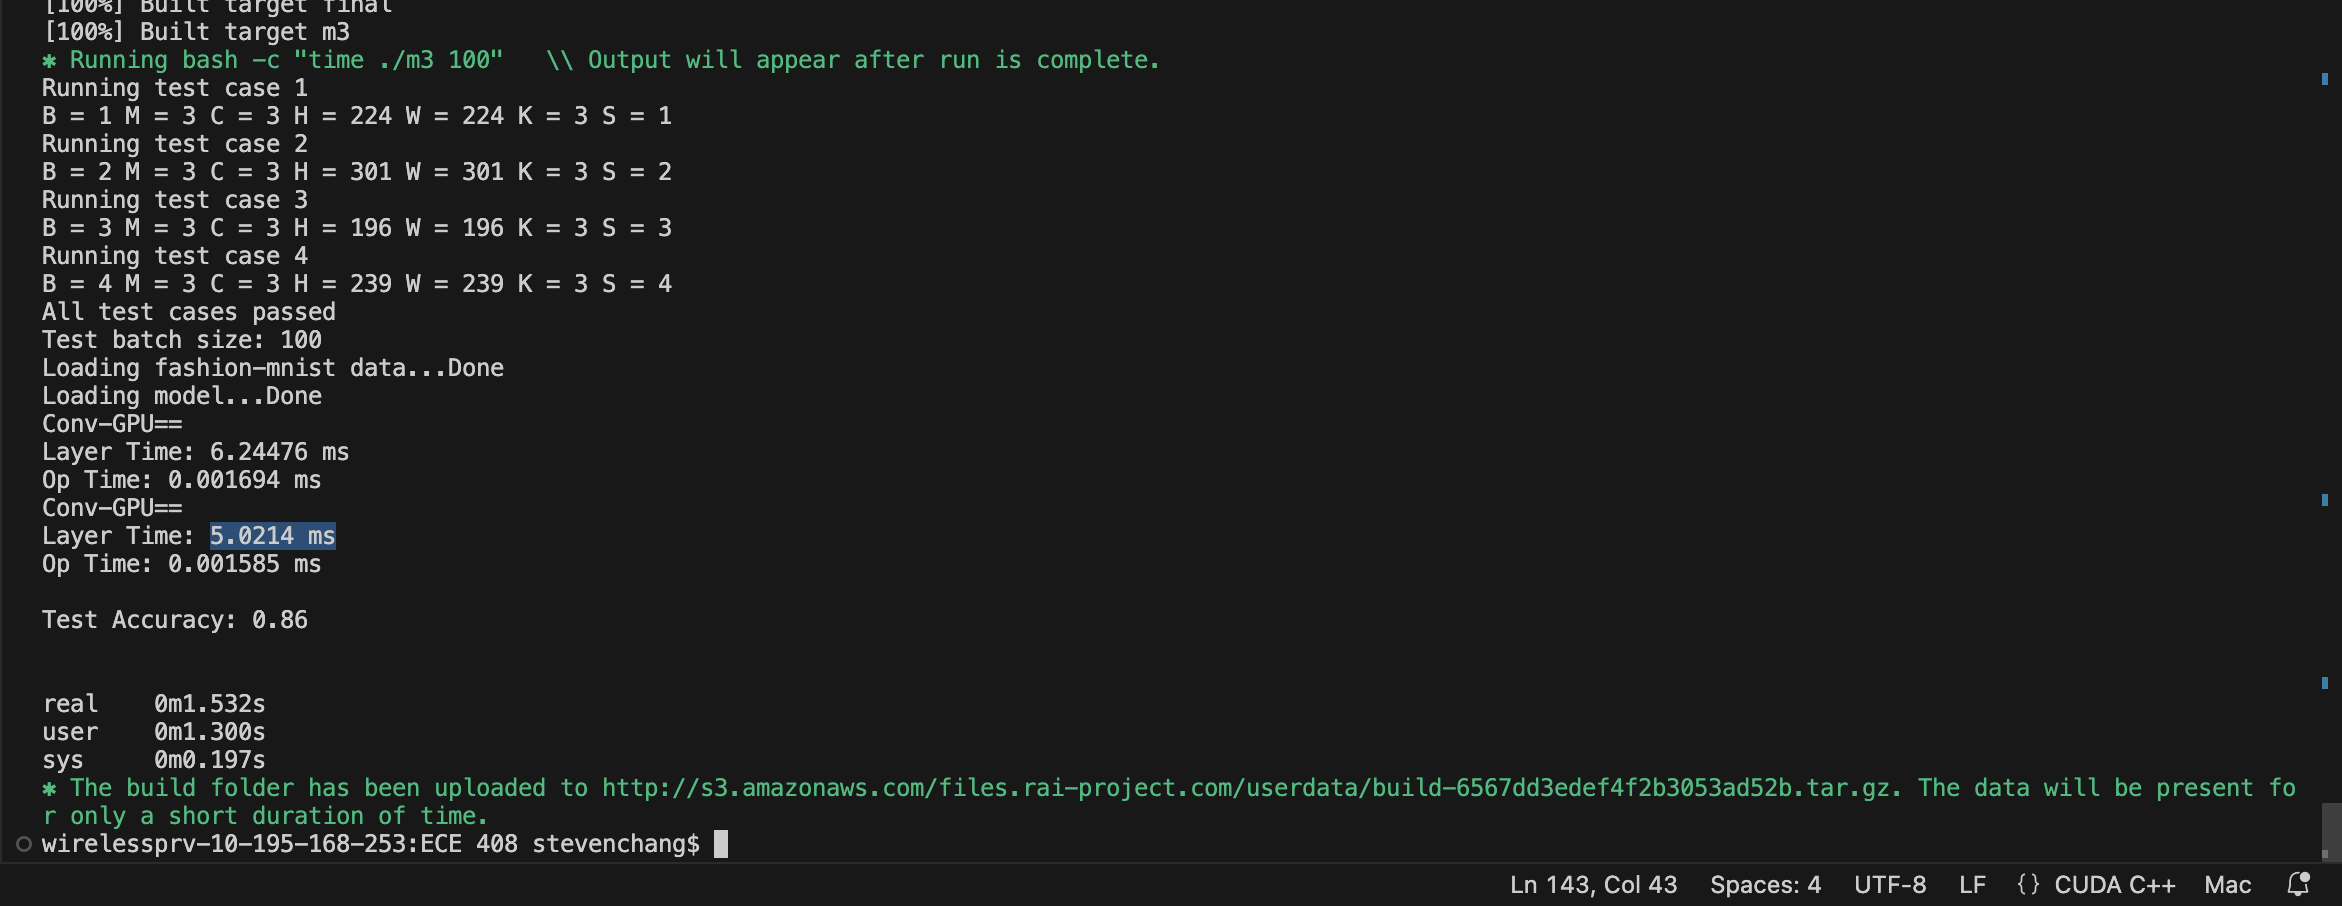 [100%] Built target final
[100%] Built target m3
✱ Running bash -c "time ./m3 100"   \\ Output will appear after run is complete.
Running test case 1
B = 1 M = 3 C = 3 H = 224 W = 224 K = 3 S = 1
Running test case 2
B = 2 M = 3 C = 3 H = 301 W = 301 K = 3 S = 2
Running test case 3
B = 3 M = 3 C = 3 H = 196 W = 196 K = 3 S = 3
Running test case 4
B = 4 M = 3 C = 3 H = 239 W = 239 K = 3 S = 4
All test cases passed
Test batch size: 100
Loading fashion-mnist data...Done
Loading model...Done
Conv-GPU==
Layer Time: 6.24476 ms
Op Time: 0.001694 ms
Conv-GPU==
Layer Time: 5.0214 ms
Op Time: 0.001585 ms
Test Accuracy: 0.86
real    0m1.532s
user    0m1.300s
sys     0m0.197s
✱ The build folder has been uploaded to http://s3.amazonaws.com/files.rai-project.com/userdata/build-6567dd3edef4f2b3053ad52b.tar.gz. The data will be present fo
r only a short duration of time.
wirelessprv-10-195-168-253:ECE 408 stevenchang$
Ln 143, Col 43   Spaces: 4   UTF-8   LF   {} CUDA C++   Mac